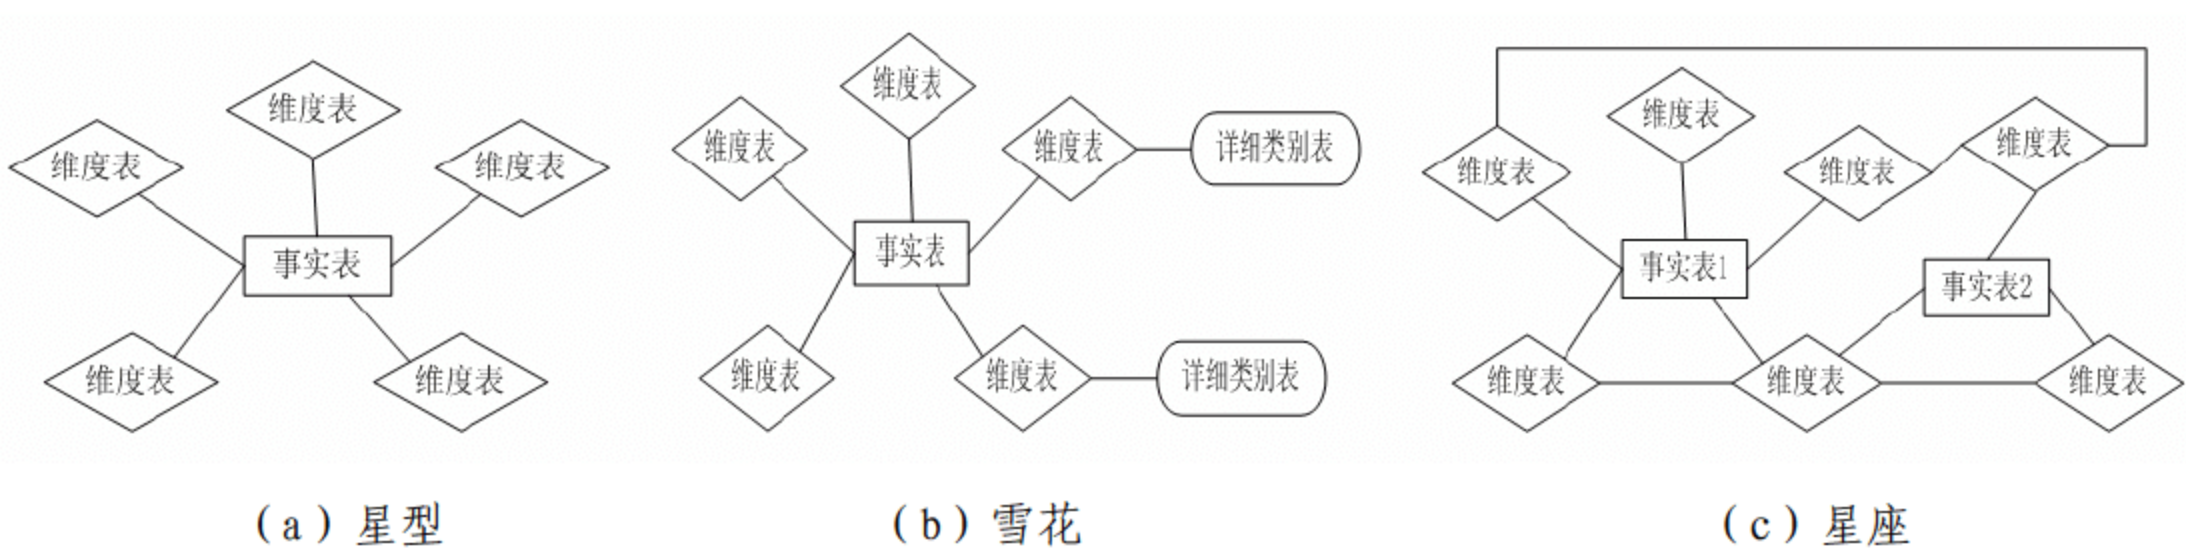 维度表
维度表
维度表
事实表
维度表
维度表
(a) 星型
维度表
维度表
维度表
详细类别表
事实表
维度表
维度表
详细类别表
(b) 雪花
维度表
维度表
维度表
维度表
事实表1
事实表2
维度表
维度表
维度表
(c) 星座